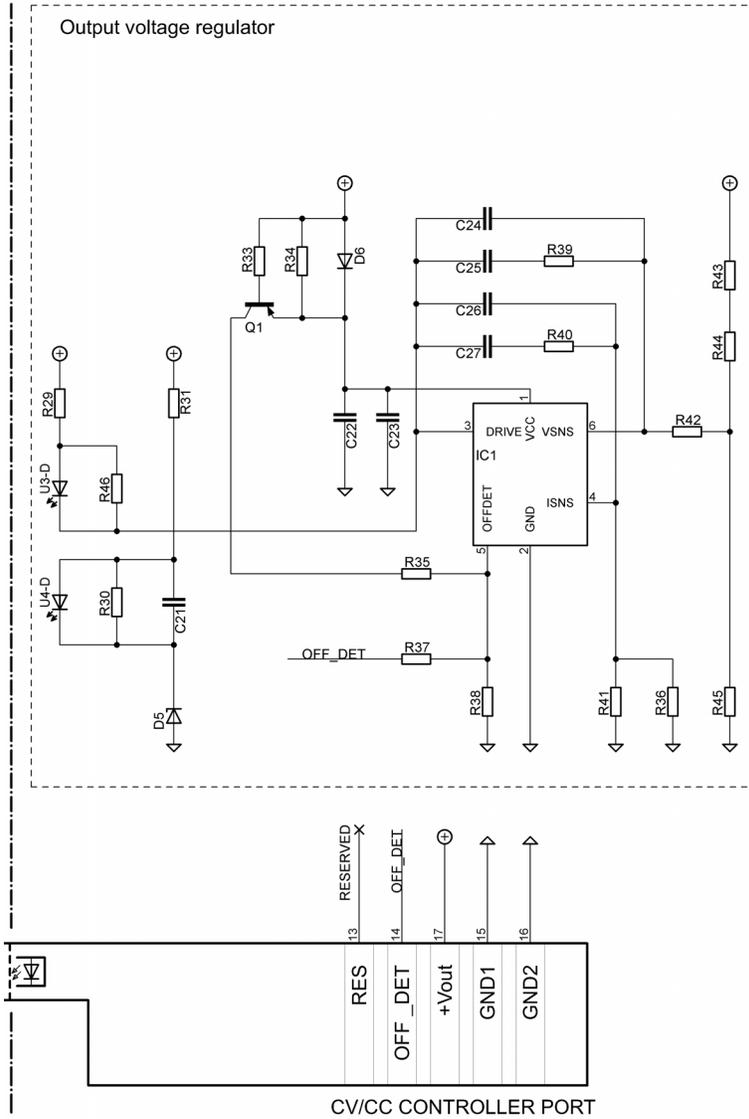 Output voltage regulator
C24
R33
R34
D6
R39
C25
R43
C26
Q1
R40
C27
R44
R29
R31
1
C22
C23
3
DRIVE
VCC
VSNS
6
R42
IC1
U3-D
R46
OFFDET
GND
ISNS
4
5
2
R35
U4-D
R30
C21
OFF_DET
R37
D5
R38
R41
R36
R45
RESERVED
OFF_DET
13
14
17
15
16
RES
OFF _DET
+Vout
GND1
GND2
CV/CC CONTROLLER PORT